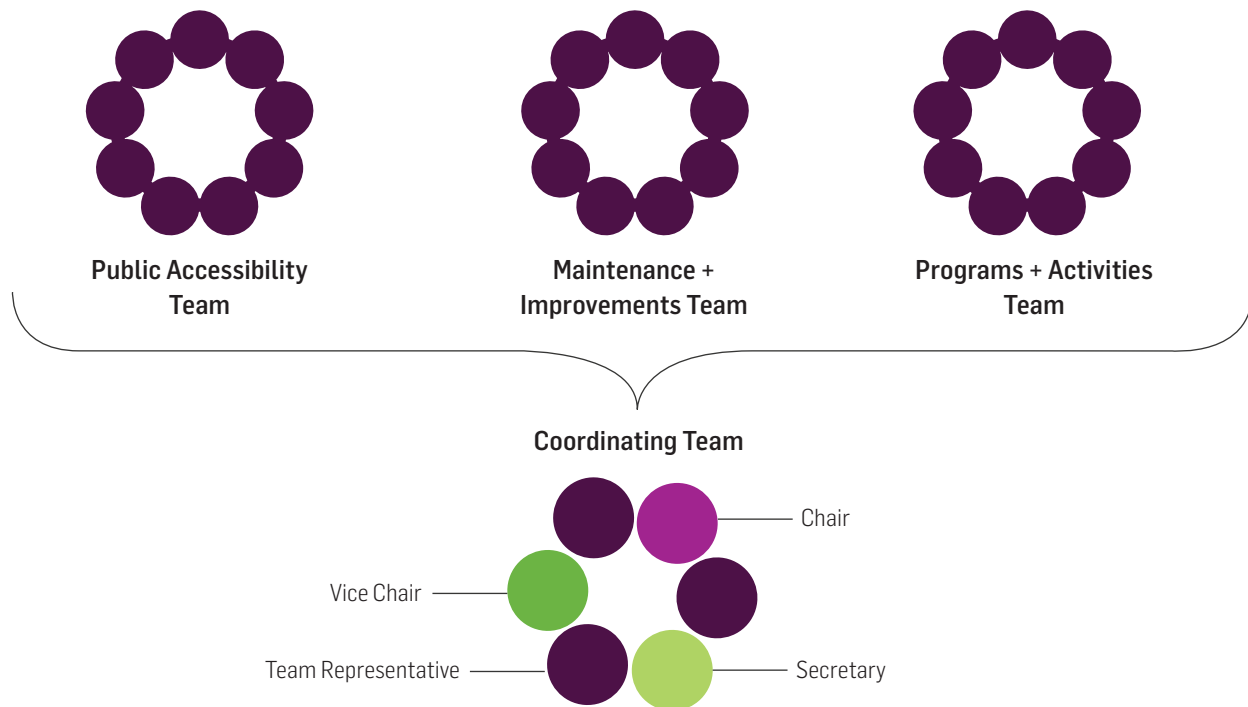 Public Accessibility
Team
Maintenance +
Improvements Team
Programs + Activities
Team
Coordinating Team
Chair
Vice Chair
Team Representative
Secretary